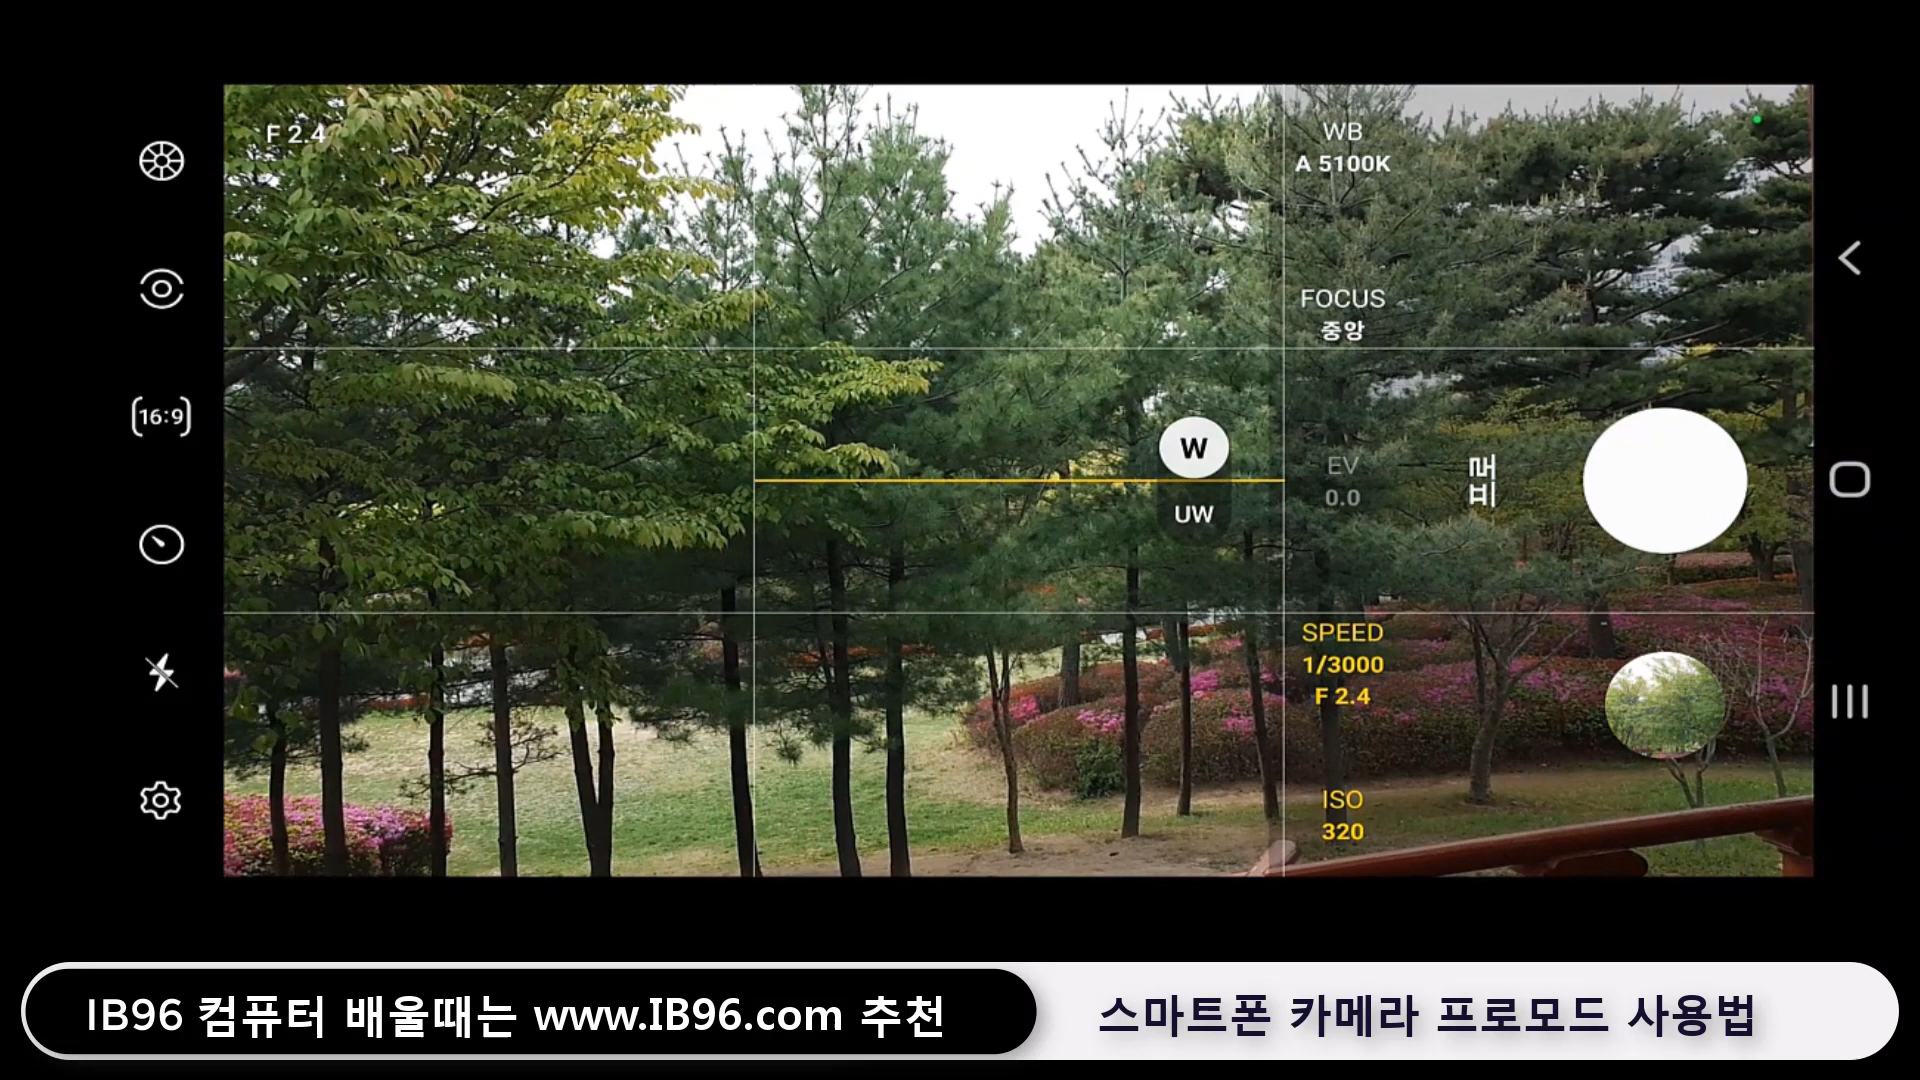 F 2.4
WB
A 5100K
FOCUS
중앙
16:9
W
UW
EV
0.0
프로
SPEED
1/3000
F 2.4
ISO
320
IB96 컴퓨터 배울때는 www.IB96.com 추천
스마트폰 카메라 프로모드 사용법